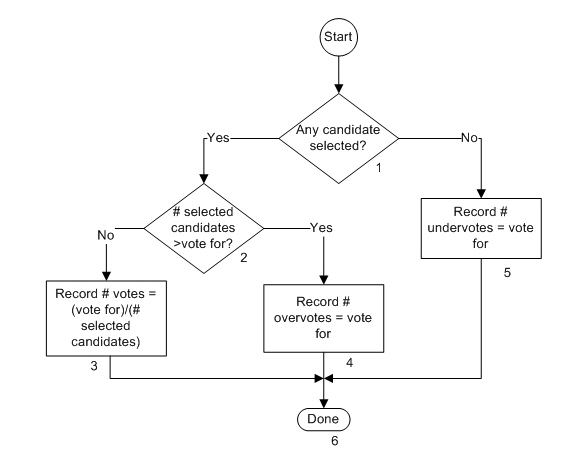 Start
Any candidate
selected?
1
Yes
No
# selected
candidates
>vote for?
2
No
Yes
Record #
undervotes = vote
for
5
Record # votes =
(vote for)/(#
selected
candidates)
3
Record #
overvotes = vote
for
4
Done
6